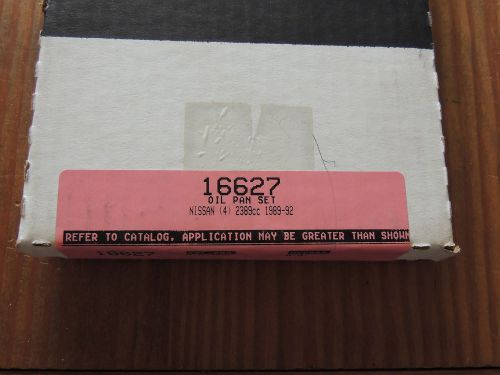 16627
OIL PAN SET
NISSAN (4) 2389cc 1989-92
REFER TO CATALOG, APPLICATION MAY BE GREATER THAN SHOWN
16627